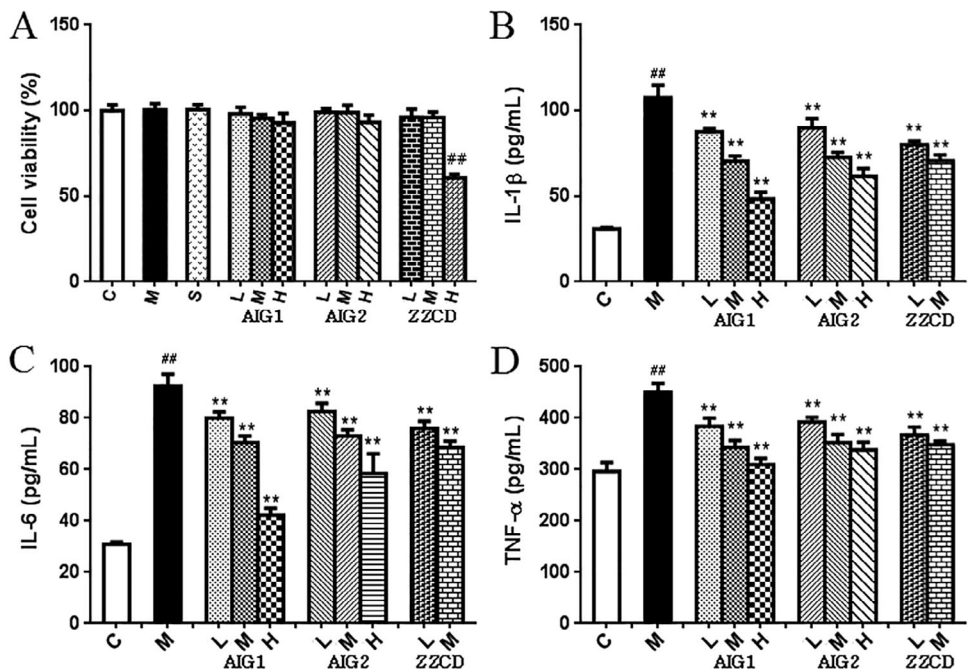 A
Cell viability (%)
150
100
50
0
##
C M S L M H L M H L M H
AIG1 AIG2 ZZCD
B
IL-1β (pg/mL)
150
100
50
0
##
** ** ** ** ** ** ** **
C M L M H L M H L M
AIG1 AIG2 ZZCD
C
IL-6 (pg/mL)
100
80
60
40
20
0
##
** ** ** ** ** ** ** **
C M L M H L M H L M
AIG1 AIG2 ZZCD
D
TNF-α (pg/mL)
500
400
300
200
100
0
##
** ** ** ** ** ** ** **
C M L M H L M H L M
AIG1 AIG2 ZZCD